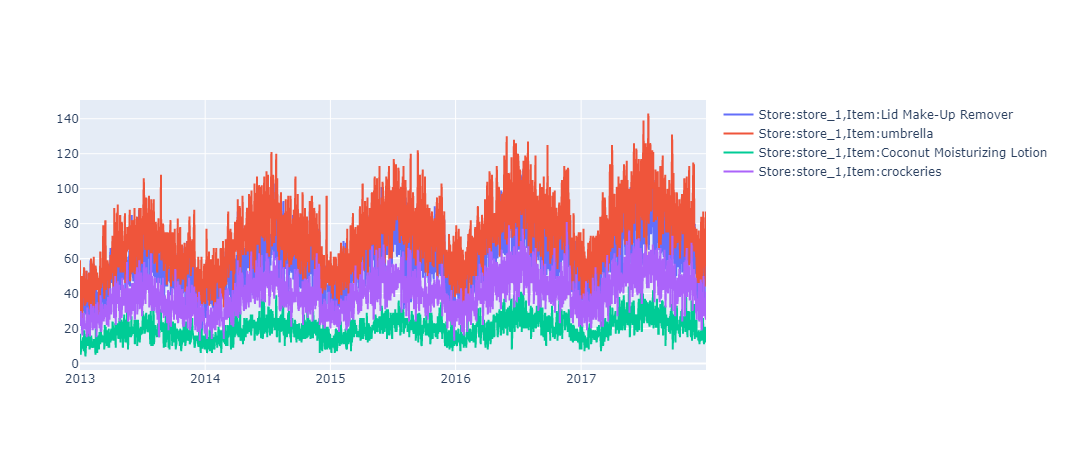 140
120
100
80
60
40
20
0
2013 2014 2015 2016 2017
Store:store_1,Item:Lid Make-Up Remover
Store:store_1,Item:umbrella
Store:store_1,Item:Coconut Moisturizing Lotion
Store:store_1,Item:crockeries